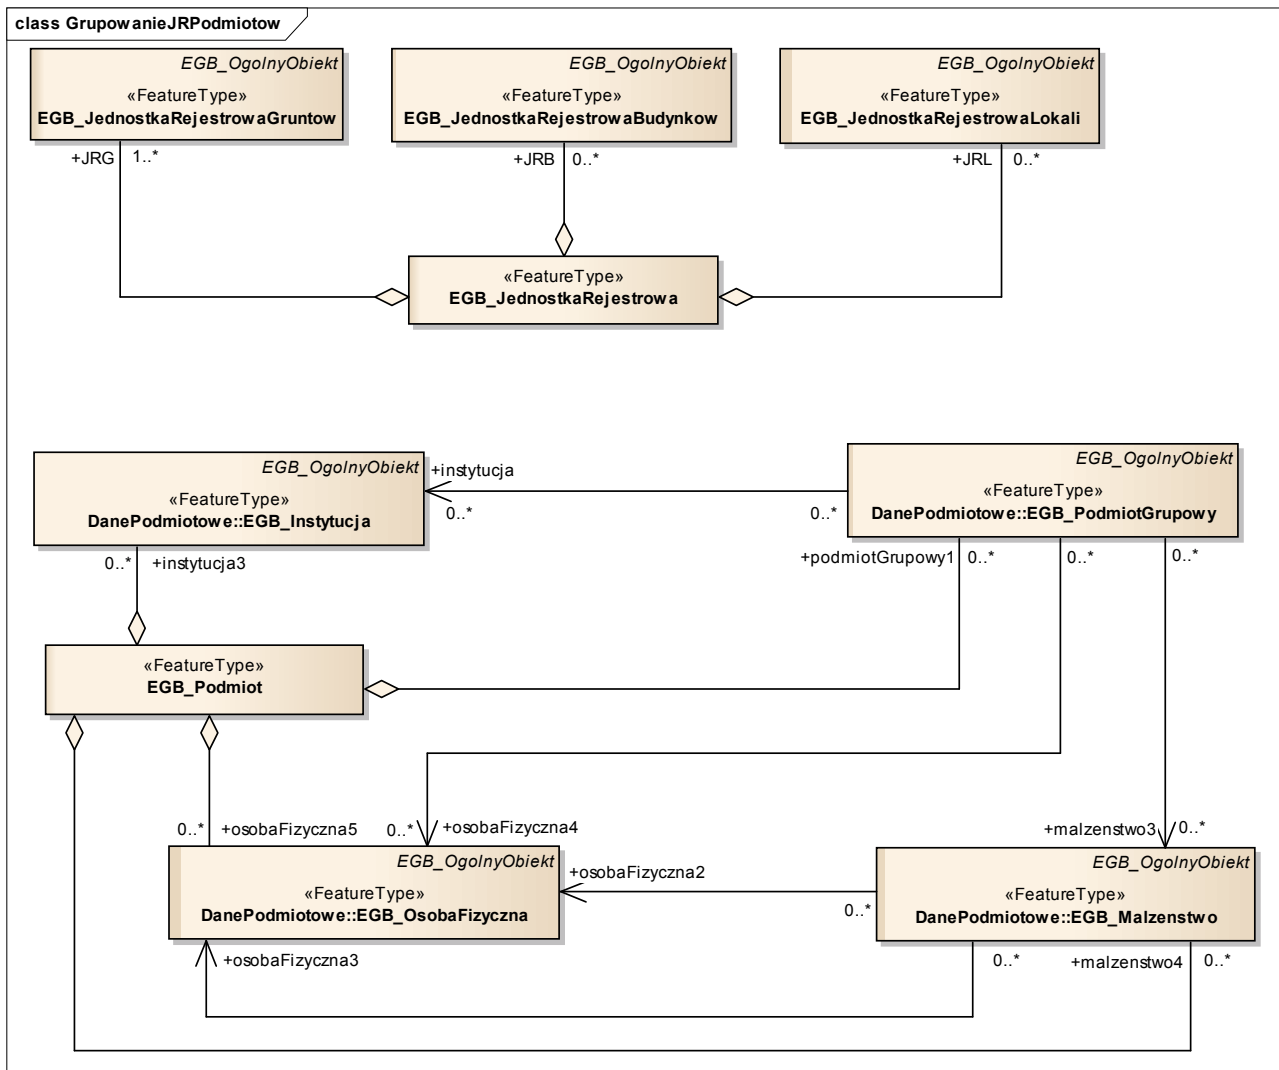 class GrupowanieJRPodmiotow
EGB_OgolnyObiekt
«FeatureType»
EGB_JednostkaRejestrowaGruntow
EGB_OgolnyObiekt
«FeatureType»
EGB_JednostkaRejestrowaBudynkow
EGB_OgolnyObiekt
«FeatureType»
EGB_JednostkaRejestrowaLokali
+JRG 1..*
+JRB 0..*
+JRL 0..*
«FeatureType»
EGB_JednostkaRejestrowa
EGB_OgolnyObiekt
«FeatureType»
DanePodmiotowe::EGB_Instytucja
+instytucja
0..*
0..*
EGB_OgolnyObiekt
«FeatureType»
DanePodmiotowe::EGB_PodmiotGrupowy
0..* +instytucja3
+podmiotGrupowy1 0..*
0..*
0..*
«FeatureType»
EGB_Podmiot
0..* +osobaFizyczna5
0..* +osobaFizyczna4
+malzenstwo3 0..*
EGB_OgolnyObiekt
«FeatureType»
DanePodmiotowe::EGB_OsobaFizyczna
+osobaFizyczna2
0..*
EGB_OgolnyObiekt
«FeatureType»
DanePodmiotowe::EGB_Malzenstwo
+osobaFizyczna3
0..*
+malzenstwo4 0..*